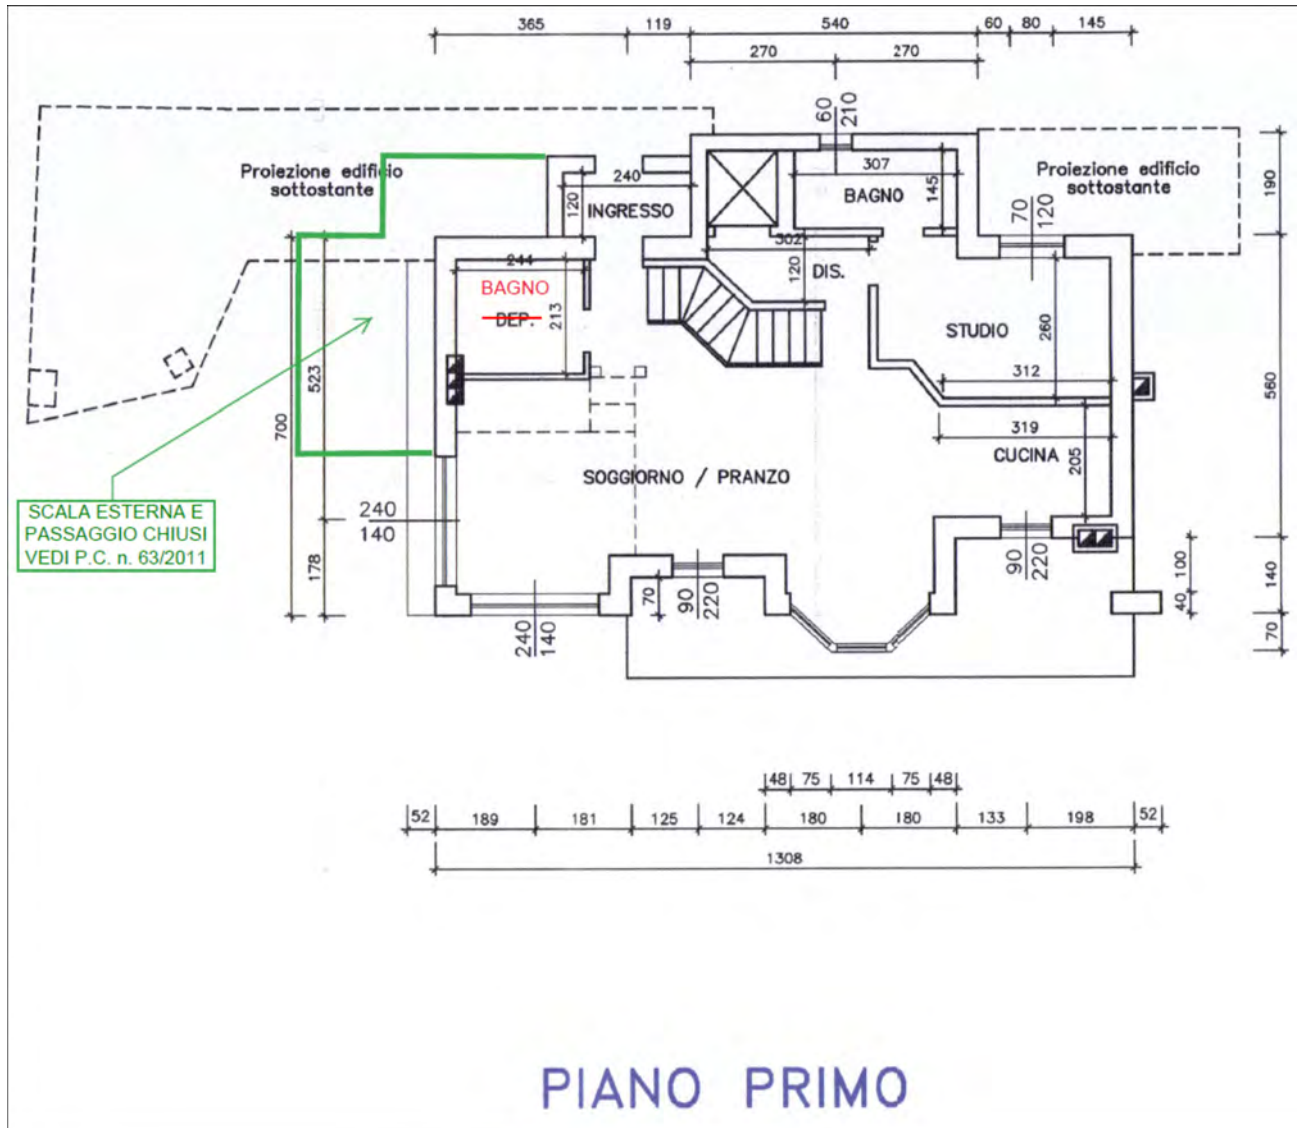 365 119 540 60 80 145
270 270
60 210
Proiezione edificio
sottostante
240
120
INGRESSO
307
BAGNO
145
Proiezione edificio
sottostante
190
70 120
244
BAGNO
DEP.
213
302
120
DIS.
STUDIO
260
312
560
523
700
319
CUCINA
205
SOGGIORNO / PRANZO
SCALA ESTERNA E
PASSAGGIO CHIUSI
VEDI P.C. n. 63/2011
240
140
178
240 140
70
90 220
90 220
100
40
140
70
48 75 114 75 48
52 189 181 125 124 180 180 133 198 52
1308
PIANO PRIMO